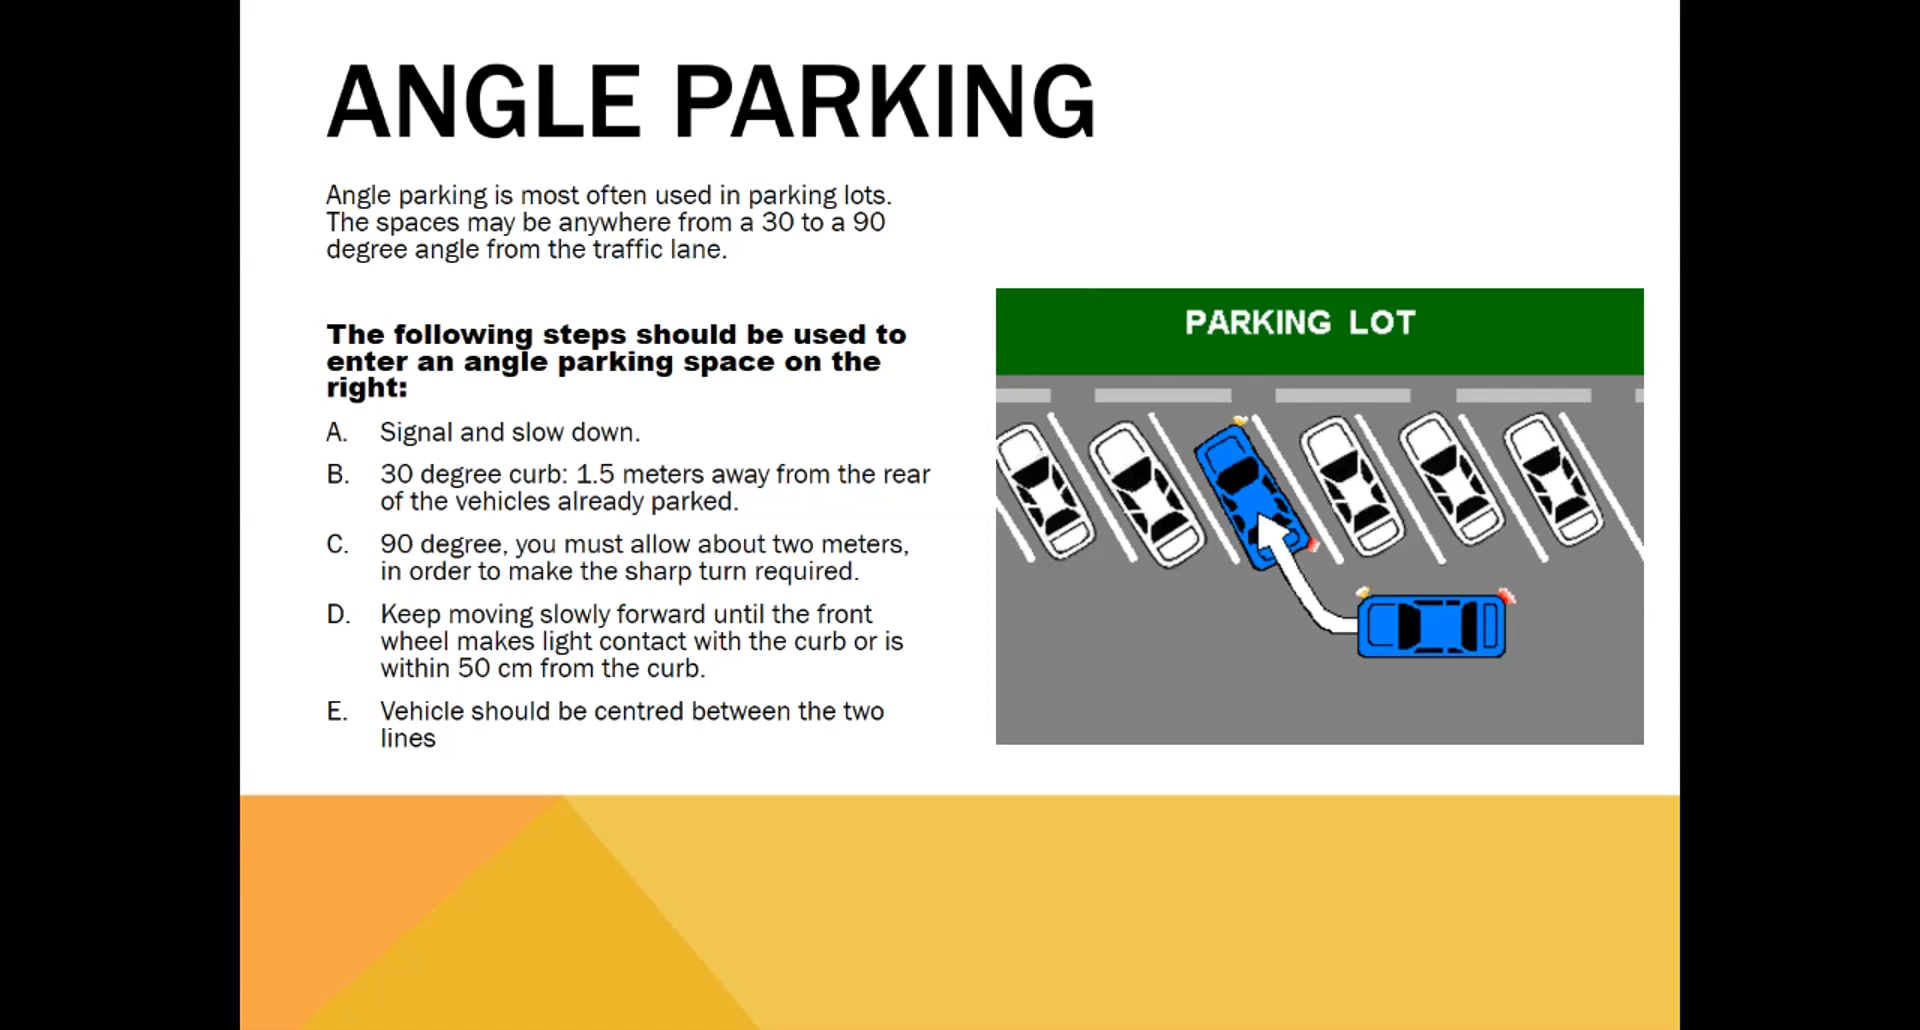 ANGLE PARKING
Angle parking is most often used in parking lots.
The spaces may be anywhere from a 30 to a 90
degree angle from the traffic lane.
The following steps should be used to
enter an angle parking space on the
right:
A. Signal and slow down.
B. 30 degree curb: 1.5 meters away from the rear
of the vehicles already parked.
C. 90 degree, you must allow about two meters,
in order to make the sharp turn required.
D. Keep moving slowly forward until the front
wheel makes light contact with the curb or is
within 50 cm from the curb.
E. Vehicle should be centred between the two
lines
PARKING LOT